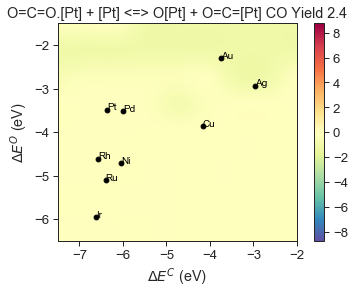 O=C=O.[Pt] + [Pt] <=> O[Pt] + O=C=[Pt] CO Yield 2.4
−2
−3
−4
−5
−6
ΔE^O (eV)
Au
Ag
Pt
Pd
Cu
Rh
Ni
Ru
Ir
8
6
4
2
0
−2
−4
−6
−8
−7
−6
−5
−4
−3
−2
ΔE^C (eV)